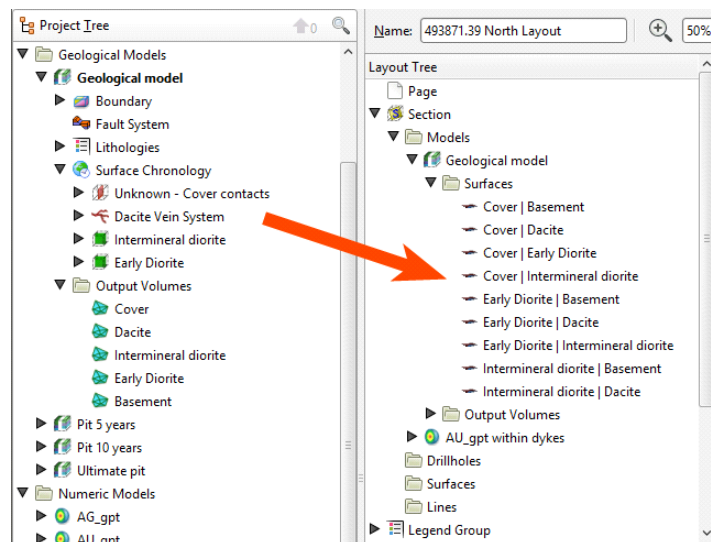 Project Tree
0
Geological Models
Geological model
Boundary
Fault System
Lithologies
Surface Chronology
Unknown - Cover contacts
Dacite Vein System
Intermineral diorite
Early Diorite
Output Volumes
Cover
Dacite
Intermineral diorite
Early Diorite
Basement
Pit 5 years
Pit 10 years
Ultimate pit
Numeric Models
AG_gpt
AU_gpt
Name: 493871.39 North Layout 50%
Layout Tree
Page
Section
Models
Geological model
Surfaces
Cover | Basement
Cover | Dacite
Cover | Early Diorite
Cover | Intermineral diorite
Early Diorite | Basement
Early Diorite | Dacite
Early Diorite | Intermineral diorite
Intermineral diorite | Basement
Intermineral diorite | Dacite
Output Volumes
AU_gpt within dykes
Drillholes
Surfaces
Lines
Legend Group